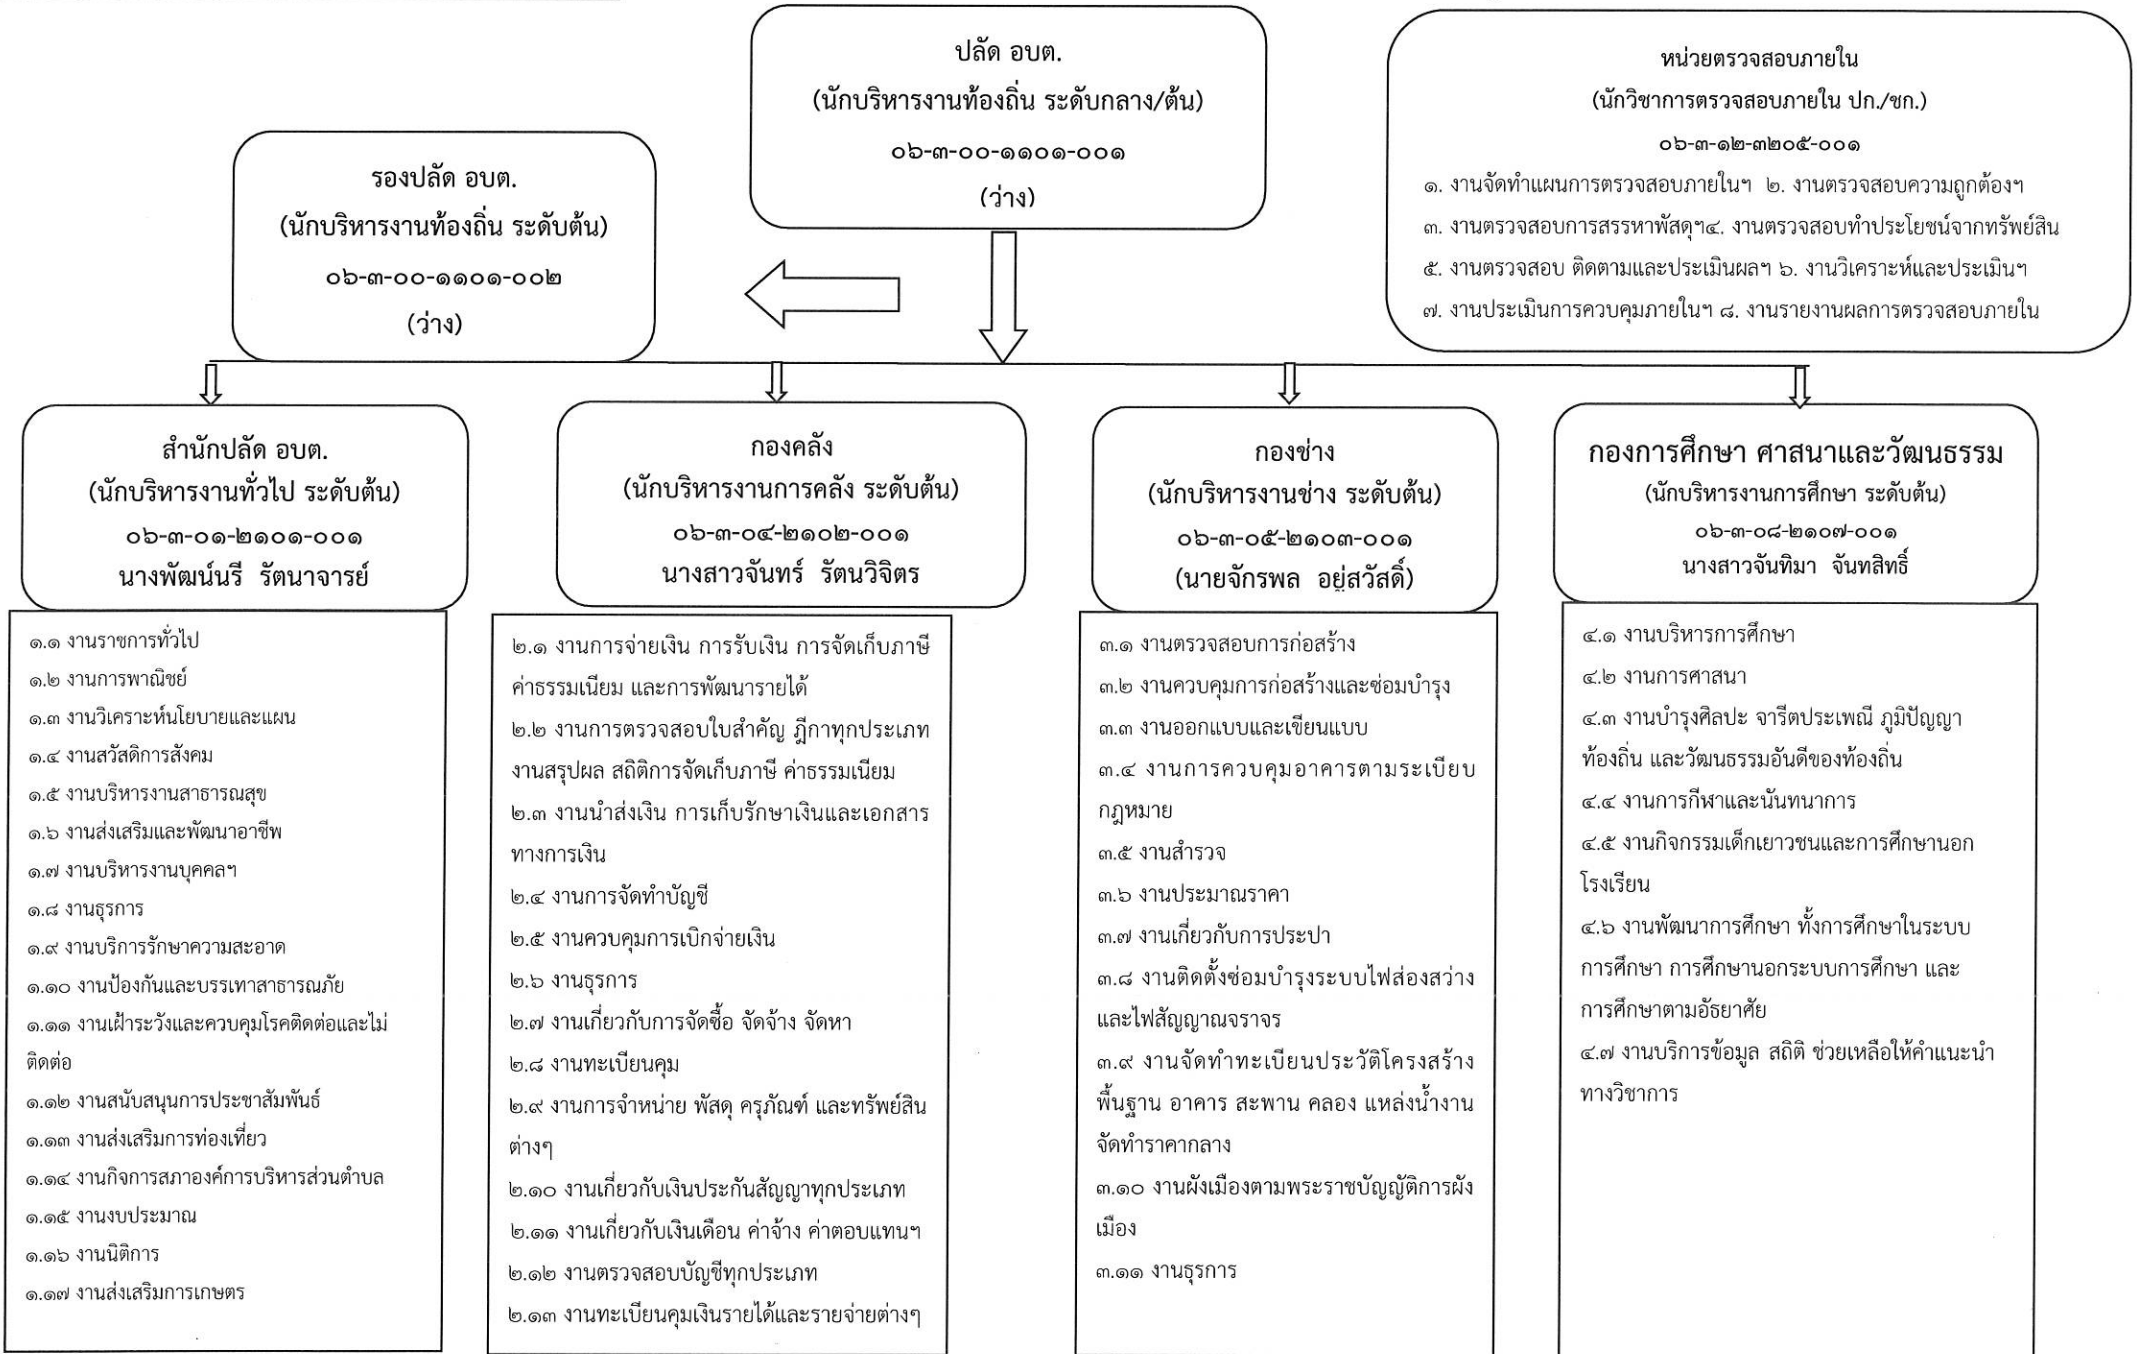 ปลัด อบต.
(นักบริหารงานท้องถิ่น ระดับกลาง/ต้น)
๐๖-๓-๐๐-๑๑๐๑-๐๐๑
(ว่าง)
รองปลัด อบต.
(นักบริหารงานท้องถิ่น ระดับต้น)
๐๖-๓-๐๐-๑๑๐๑-๐๐๒
(ว่าง)
หน่วยตรวจสอบภายใน
(นักวิชาการตรวจสอบภายใน ปก./ชก.)
๐๖-๓-๑๒-๓๒๐๕-๐๐๑
๑. งานจัดทำแผนการตรวจสอบภายในฯ ๒. งานตรวจสอบความถูกต้องฯ
๓. งานตรวจสอบการสรรหาพัสดุฯ๔. งานตรวจสอบทำประโยชน์จากทรัพย์สิน
๕. งานตรวจสอบ ติดตามและประเมินผลฯ ๖. งานวิเคราะห์และประเมินฯ
๗. งานประเมินการควบคุมภายในฯ ๘. งานรายงานผลการตรวจสอบภายใน
สำนักปลัด อบต.
(นักบริหารงานทั่วไป ระดับต้น)
๐๖-๓-๐๑-๒๑๐๑-๐๐๑
นางพัฒน์นรี รัตนาจารย์
๑.๑ งานราชการทั่วไป
๑.๒ งานการพาณิชย์
๑.๓ งานวิเคราะห์นโยบายและแผน
๑.๔ งานสวัสดิการสังคม
๑.๕ งานบริหารงานสาธารณสุข
๑.๖ งานส่งเสริมและพัฒนาอาชีพ
๑.๗ งานบริหารงานบุคคลฯ
๑.๘ งานธุรการ
๑.๙ งานบริการรักษาความสะอาด
๑.๑๐ งานป้องกันและบรรเทาสาธารณภัย
๑.๑๑ งานเฝ้าระวังและควบคุมโรคติดต่อและไม่
ติดต่อ
๑.๑๒ งานสนับสนุนการประชาสัมพันธ์
๑.๑๓ งานส่งเสริมการท่องเที่ยว
๑.๑๔ งานกิจการสภาองค์การบริหารส่วนตำบล
๑.๑๕ งานงบประมาณ
๑.๑๖ งานนิติการ
๑.๑๗ งานส่งเสริมการเกษตร
กองคลัง
(นักบริหารงานการคลัง ระดับต้น)
๐๖-๓-๐๔-๒๑๐๒-๐๐๑
นางสาวจันทร์ รัตนวิจิตร
๒.๑ งานการจ่ายเงิน การรับเงิน การจัดเก็บภาษี
ค่าธรรมเนียม และการพัฒนารายได้
๒.๒ งานการตรวจสอบใบสำคัญ ฎีกาทุกประเภท
งานสรุปผล สถิติการจัดเก็บภาษี ค่าธรรมเนียม
๒.๓ งานนำส่งเงิน การเก็บรักษาเงินและเอกสาร
ทางการเงิน
๒.๔ งานการจัดทำบัญชี
๒.๕ งานควบคุมการเบิกจ่ายเงิน
๒.๖ งานธุรการ
๒.๗ งานเกี่ยวกับการจัดซื้อ จัดจ้าง จัดหา
๒.๘ งานทะเบียนคุม
๒.๙ งานการจำหน่าย พัสดุ ครุภัณฑ์ และทรัพย์สิน
ต่างๆ
๒.๑๐ งานเกี่ยวกับเงินประกันสัญญาทุกประเภท
๒.๑๑ งานเกี่ยวกับเงินเดือน ค่าจ้าง ค่าตอบแทนฯ
๒.๑๒ งานตรวจสอบบัญชีทุกประเภท
๒.๑๓ งานทะเบียนคุมเงินรายได้และรายจ่ายต่างๆ
กองช่าง
(นักบริหารงานช่าง ระดับต้น)
๐๖-๓-๐๕-๒๑๐๓-๐๐๑
(นายจักรพล อยู่สวัสดิ์)
๓.๑ งานตรวจสอบการก่อสร้าง
๓.๒ งานควบคุมการก่อสร้างและซ่อมบำรุง
๓.๓ งานออกแบบและเขียนแบบ
๓.๔ งานการควบคุมอาคารตามระเบียบ
กฎหมาย
๓.๕ งานสำรวจ
๓.๖ งานประมาณราคา
๓.๗ งานเกี่ยวกับการประปา
๓.๘ งานติดตั้งซ่อมบำรุงระบบไฟส่องสว่าง
และไฟสัญญาณจราจร
๓.๙ งานจัดทำทะเบียนประวัติโครงสร้าง
พื้นฐาน อาคาร สะพาน คลอง แหล่งน้ำงาน
จัดทำราคากลาง
๓.๑๐ งานผังเมืองตามพระราชบัญญัติการผัง
เมือง
๓.๑๑ งานธุรการ
กองการศึกษา ศาสนาและวัฒนธรรม
(นักบริหารงานการศึกษา ระดับต้น)
๐๖-๓-๐๘-๒๑๐๗-๐๐๑
นางสาวจันทิมา จันทสิทธิ์
๔.๑ งานบริหารการศึกษา
๔.๒ งานการศาสนา
๔.๓ งานบำรุงศิลปะ จารีตประเพณี ภูมิปัญญา
ท้องถิ่น และวัฒนธรรมอันดีของท้องถิ่น
๔.๔ งานการกีฬาและนันทนาการ
๔.๕ งานกิจกรรมเด็กเยาวชนและการศึกษานอก
โรงเรียน
๔.๖ งานพัฒนาการศึกษา ทั้งการศึกษาในระบบ
การศึกษา การศึกษานอกระบบการศึกษา และ
การศึกษาตามอัธยาศัย
๔.๗ งานบริการข้อมูล สถิติ ช่วยเหลือให้คำแนะนำ
ทางวิชาการ